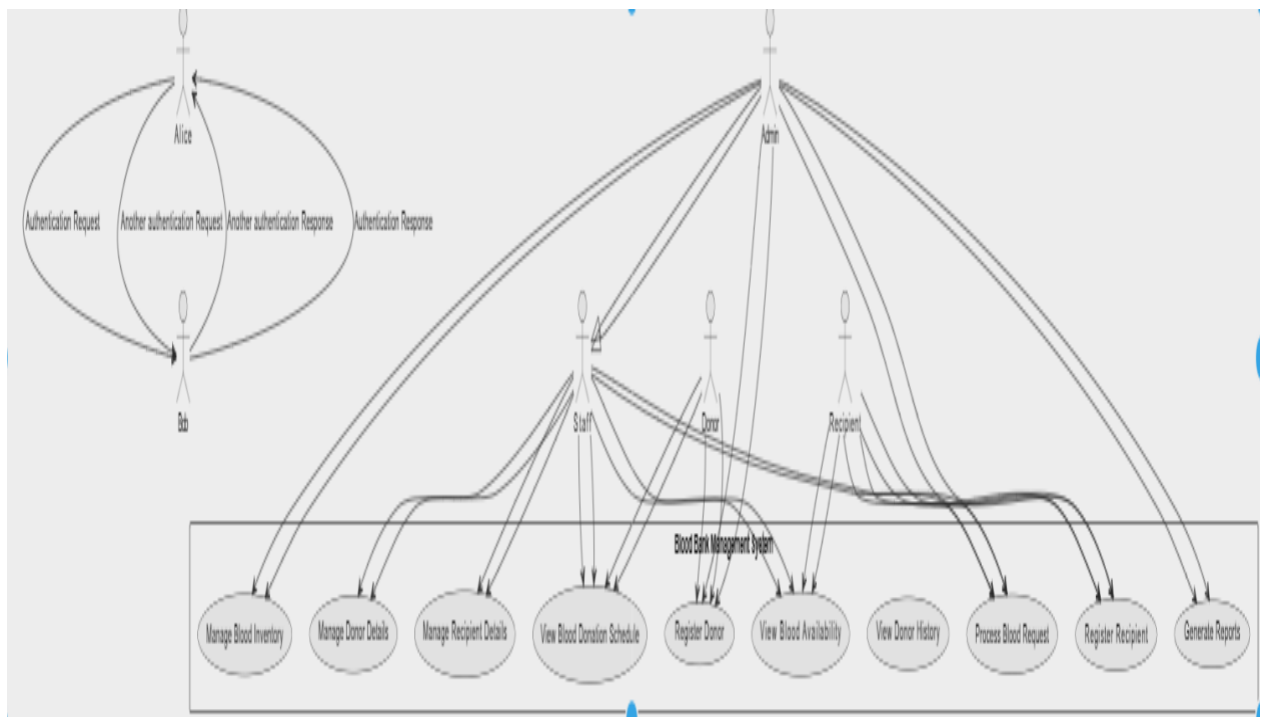 Alice
Admin
Authentication Request
Another authentication Request
Another authentication Response
Authentication Response
Bob
Staff
Donor
Recipient
Blood Bank Management System
Manage Blood Inventory
Manage Donor Details
Manage Recipient Details
View Blood Donation Schedule
Register Donor
View Blood Availability
View Donor History
Process Blood Request
Register Recipient
Generate Reports